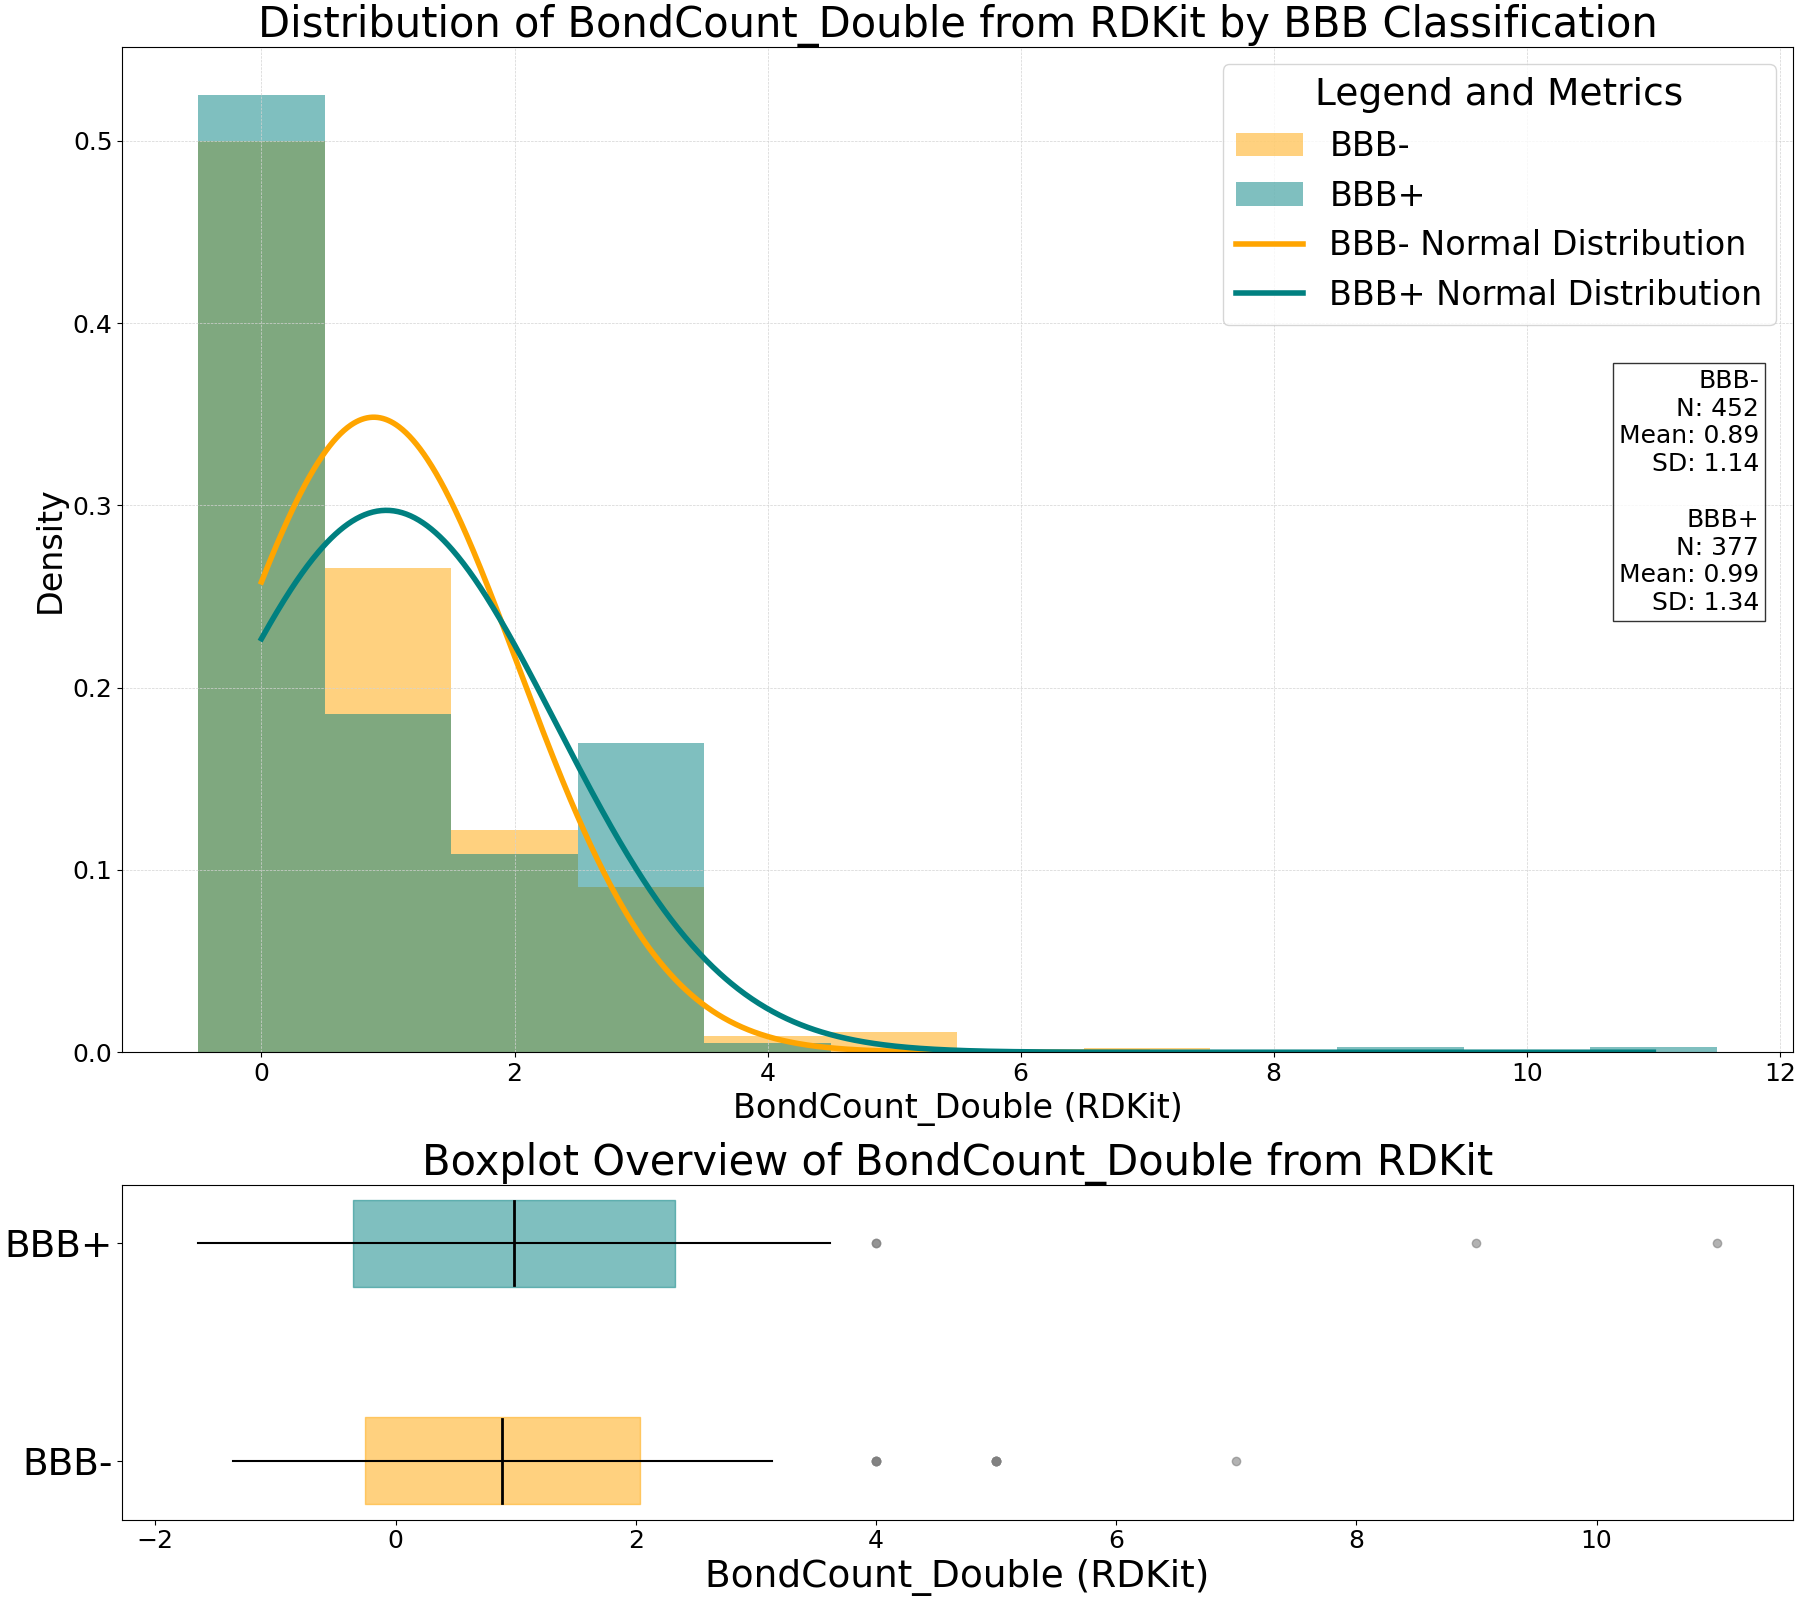 Distribution of BondCount_Double from RDKit by BBB Classification
Legend and Metrics
BBB-
BBB+
BBB- Normal Distribution
BBB+ Normal Distribution
BBB-
N: 452
Mean: 0.89
SD: 1.14
BBB+
N: 377
Mean: 0.99
SD: 1.34
Density
0.5
0.4
0.3
0.2
0.1
0.0
0 2 4 6 8 10 12
BondCount_Double (RDKit)
Boxplot Overview of BondCount_Double from RDKit
BBB+
BBB-
−2 0 2 4 6 8 10
BondCount_Double (RDKit)